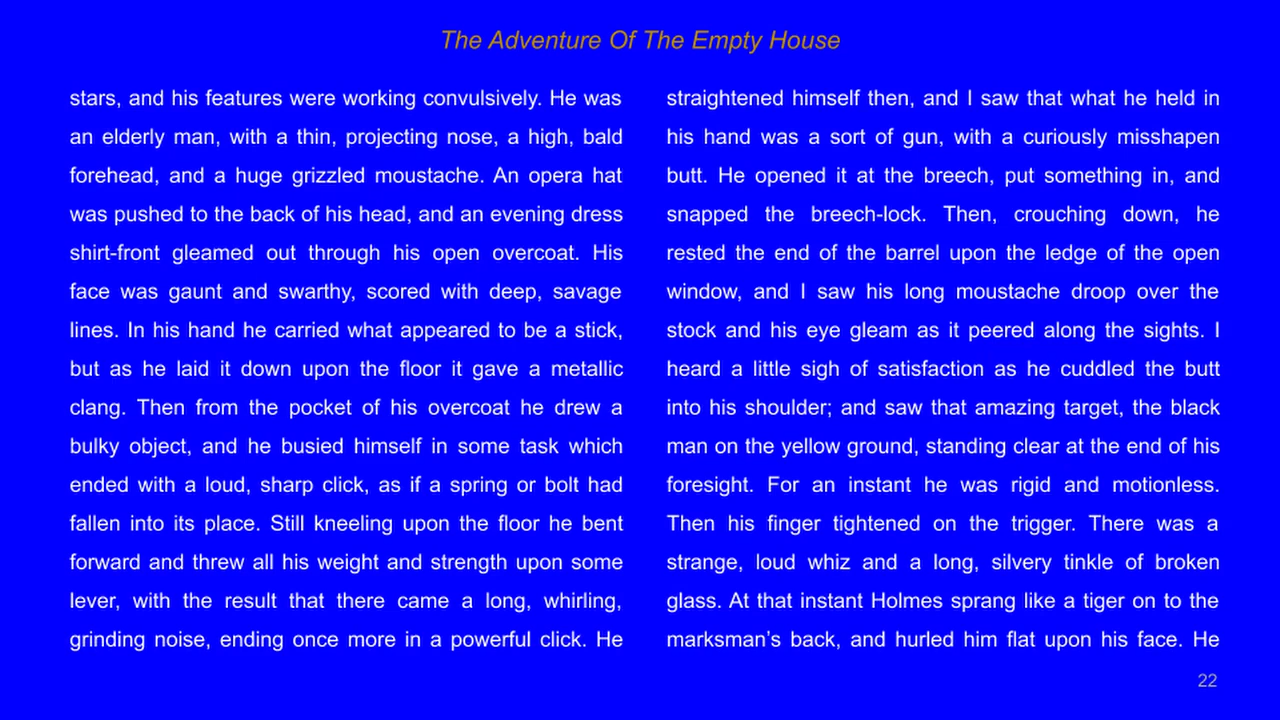 The Adventure Of The Empty House
stars, and his features were working convulsively. He was
an elderly man, with a thin, projecting nose, a high, bald
forehead, and a huge grizzled moustache. An opera hat
was pushed to the back of his head, and an evening dress
shirt-front gleamed out through his open overcoat. His
face was gaunt and swarthy, scored with deep, savage
lines. In his hand he carried what appeared to be a stick,
but as he laid it down upon the floor it gave a metallic
clang. Then from the pocket of his overcoat he drew a
bulky object, and he busied himself in some task which
ended with a loud, sharp click, as if a spring or bolt had
fallen into its place. Still kneeling upon the floor he bent
forward and threw all his weight and strength upon some
lever, with the result that there came a long, whirling,
grinding noise, ending once more in a powerful click. He
straightened himself then, and I saw that what he held in
his hand was a sort of gun, with a curiously misshapen
butt. He opened it at the breech, put something in, and
snapped the breech-lock. Then, crouching down, he
rested the end of the barrel upon the ledge of the open
window, and I saw his long moustache droop over the
stock and his eye gleam as it peered along the sights. I
heard a little sigh of satisfaction as he cuddled the butt
into his shoulder; and saw that amazing target, the black
man on the yellow ground, standing clear at the end of his
foresight. For an instant he was rigid and motionless.
Then his finger tightened on the trigger. There was a
strange, loud whiz and a long, silvery tinkle of broken
glass. At that instant Holmes sprang like a tiger on to the
marksman’s back, and hurled him flat upon his face. He
22